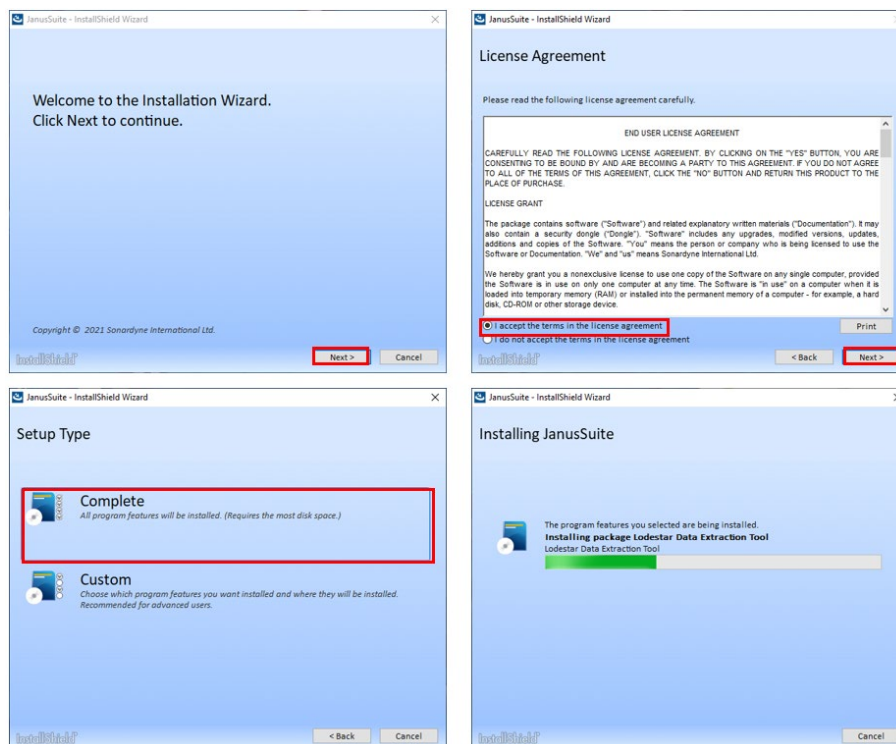 JanusSuite - InstallShield Wizard
Welcome to the Installation Wizard.
Click Next to continue.
Copyright © 2021 Sonardyne International Ltd.
InstallShield
Next >
Cancel
JanusSuite - InstallShield Wizard
License Agreement
Please read the following license agreement carefully.
END USER LICENSE AGREEMENT
CAREFULLY READ THE FOLLOWING LICENSE AGREEMENT. BY CLICKING ON THE "YES" BUTTON, YOU ARE
CONSENTING TO BE BOUND BY AND ARE BECOMING A PARTY TO THIS AGREEMENT. IF YOU DO NOT AGREE
TO ALL OF THE TERMS OF THIS AGREEMENT, CLICK THE "NO" BUTTON AND RETURN THIS PRODUCT TO THE
PLACE OF PURCHASE.
LICENSE GRANT
The package contains software ("Software") and related explanatory written materials ("Documentation"). It may
also contain a security dongle ("Dongle"). "Software" includes any upgrades, modified versions, updates,
additions and copies of the Software. "You" means the person or company who is being licensed to use the
Software or Documentation. "We" and "us" means Sonardyne International Ltd.
We hereby grant you a nonexclusive license to use one copy of the Software on any single computer, provided
the Software is in use on only one computer at any time. The Software is "in use" on a computer when it is
loaded into temporary memory (RAM) or installed into the permanent memory of a computer - for example, a hard
disk, CD-ROM or other storage device.
I accept the terms in the license agreement
Print
I do not accept the terms in the license agreement
InstallShield
< Back
Next >
JanusSuite - InstallShield Wizard
Setup Type
Complete
All program features will be installed. (Requires the most disk space.)
Custom
Choose which program features you want installed and where they will be installed.
Recommended for advanced users.
InstallShield
< Back
Cancel
JanusSuite - InstallShield Wizard
Installing JanusSuite
The program features you selected are being installed.
Installing package Lodestar Data Extraction Tool
Lodestar Data Extraction Tool
InstallShield
Cancel